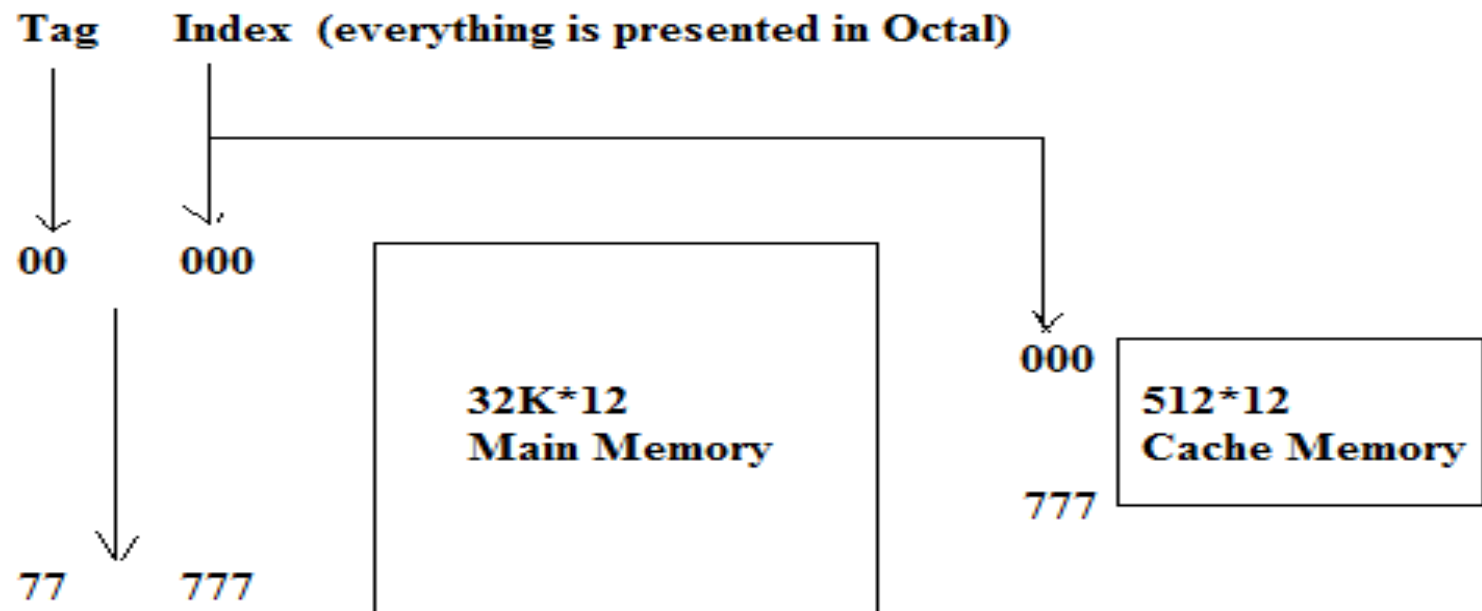 Tag Index (everything is presented in Octal)
00 000
000
32K*12
Main Memory
512*12
Cache Memory
777
77 777